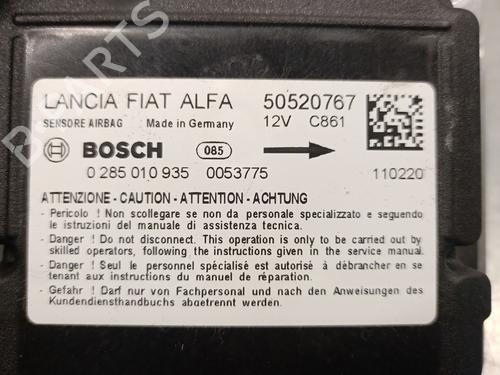 B-PARTS
LANCIA FIAT ALFA 50520767
SENSORE AIRBAG Made in Germany 12V C861
BOSCH 085
0 285 010 935 0053775 110220
ATTENZIONE - CAUTION - ATTENTION - ACHTUNG
- Pericolo ! Non scollegare se non da personale specializzato e seguendo
le istruzioni del manuale di assistenza tecnica.
- Danger ! Do not disconnect. This operation is only to be carried out by
skilled operators, following the instructions given in the service manual.
- Danger ! Seul le personnel spécialisé est autorisé à débrancher en se
tenant aux instructions du manuel de réparation.
- Gefahr ! Darf nur von Fachpersonal und nach den Anweisungen des
Kundendiensthandbuchs abgetrennt werden.